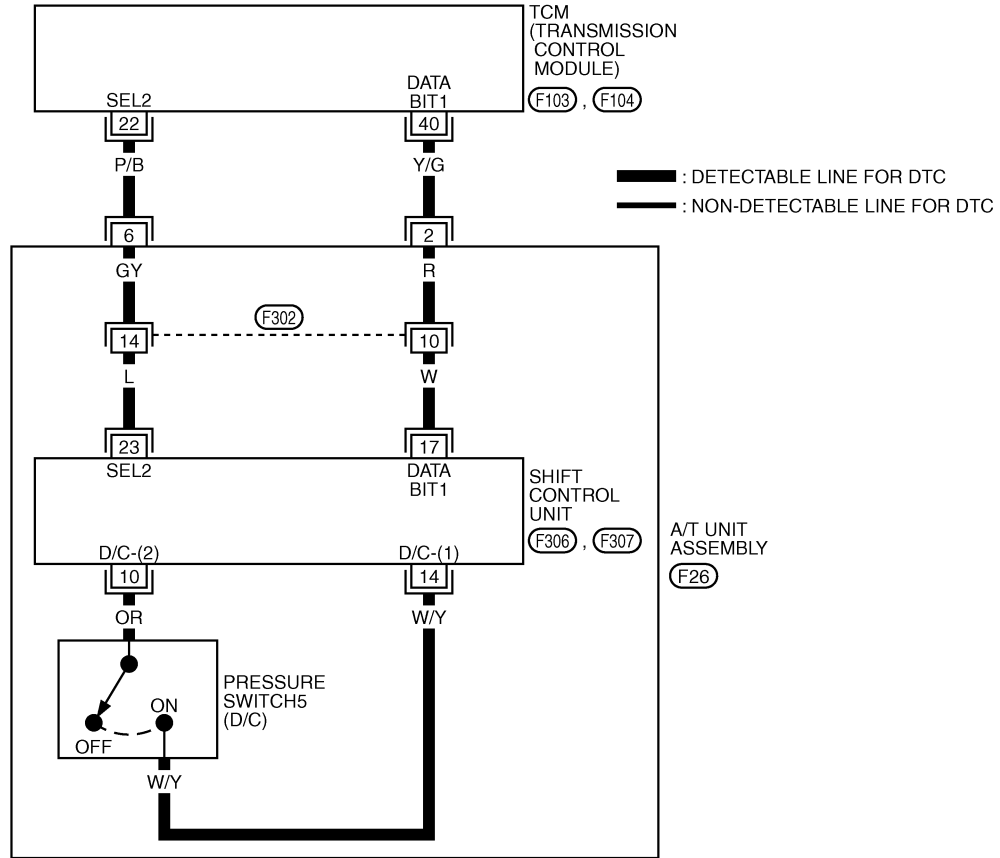 TCM
(TRANSMISSION
CONTROL
MODULE)
F103 , F104
SEL2
DATA
BIT1
22
40
P/B
Y/G
: DETECTABLE LINE FOR DTC
: NON-DETECTABLE LINE FOR DTC
6
2
GY
R
F302
14
10
L
W
23
17
SEL2
DATA
BIT1
SHIFT
CONTROL
UNIT
F306 , F307
A/T UNIT
ASSEMBLY
F26
D/C-(2)
D/C-(1)
10
14
OR
W/Y
PRESSURE
SWITCH5
(D/C)
ON
OFF
W/Y